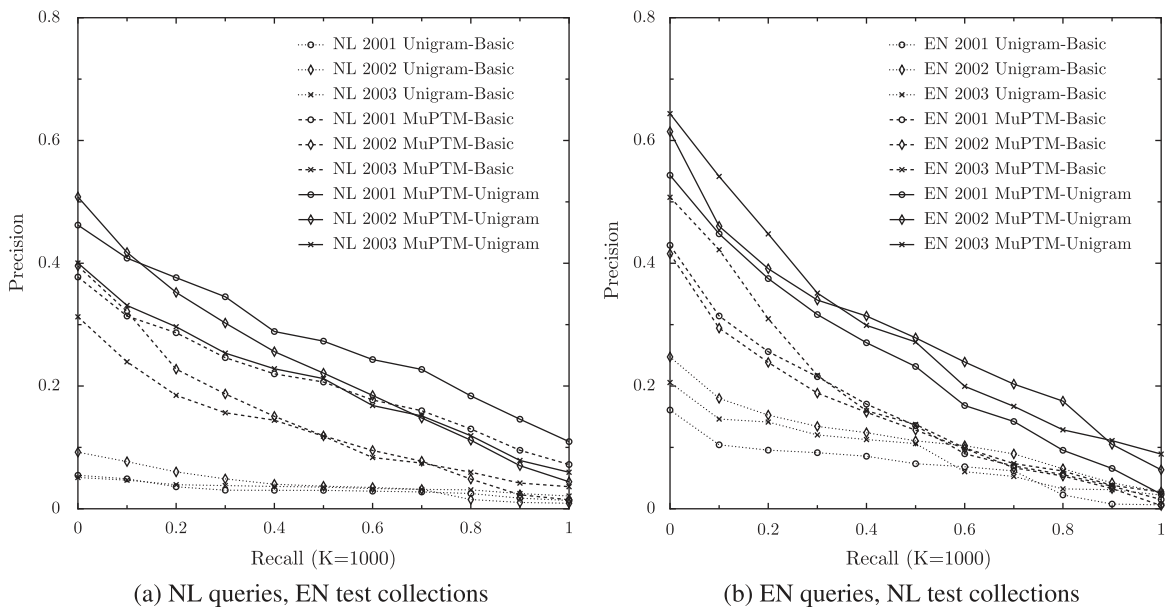 0.8
0.6
0.4
0.2
0
Precision
NL 2001 Unigram-Basic
NL 2002 Unigram-Basic
NL 2003 Unigram-Basic
NL 2001 MuPTM-Basic
NL 2002 MuPTM-Basic
NL 2003 MuPTM-Basic
NL 2001 MuPTM-Unigram
NL 2002 MuPTM-Unigram
NL 2003 MuPTM-Unigram
0 0.2 0.4 0.6 0.8 1
Recall (K=1000)
(a) NL queries, EN test collections
0.8
0.6
0.4
0.2
0
Precision
EN 2001 Unigram-Basic
EN 2002 Unigram-Basic
EN 2003 Unigram-Basic
EN 2001 MuPTM-Basic
EN 2002 MuPTM-Basic
EN 2003 MuPTM-Basic
EN 2001 MuPTM-Unigram
EN 2002 MuPTM-Unigram
EN 2003 MuPTM-Unigram
0 0.2 0.4 0.6 0.8 1
Recall (K=1000)
(b) EN queries, NL test collections